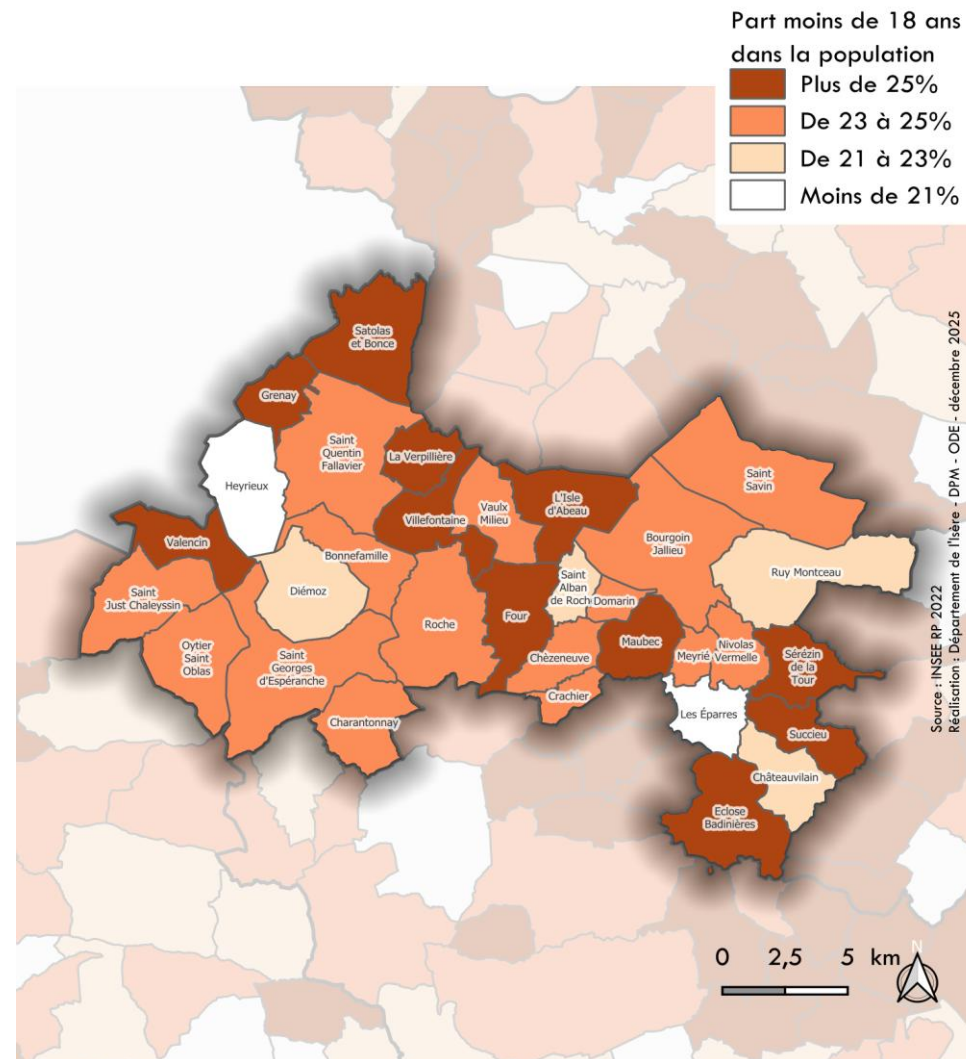 Part moins de 18 ans
dans la population
Plus de 25%
De 23 à 25%
De 21 à 23%
Moins de 21%
Satolas
et Bonce
Grenay
Saint
Quentin
Fallavier
La Verpillière
Heyrieux
Villefontaine
Vaulx
Milieu
L'Isle
d'Abeau
Saint
Savin
Valencin
Bonnefamille
Bourgoin
Jallieu
Diémoz
Saint
Alban
de Roche
Ruy Montceau
Saint
Just Chaleyssin
Domarin
Roche
Four
Oytier
Saint
Oblas
Saint
Georges
d'Espéranche
Chèzeneuve
Maubec
Meyrié
Nivolas
Vermelle
Sérézin
de la
Tour
Crachier
Charantonnay
Les Éparres
Succieu
Châteauvilain
Eclose
Badinières
Source : INSEE RP 2022
Réalisation : Département de l'Isère - DPM - ODE - décembre 2025
0 2,5 5 km
N